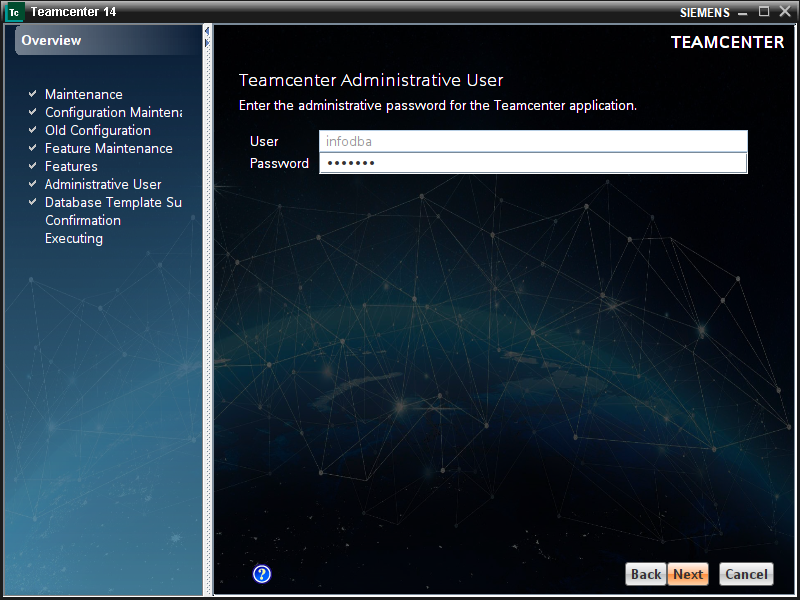 Tc Teamcenter 14
SIEMENS
Overview
TEAMCENTER
Maintenance
Configuration Maintena
Old Configuration
Feature Maintenance
Features
Administrative User
Database Template Su
Confirmation
Executing
Teamcenter Administrative User
Enter the administrative password for the Teamcenter application.
User infodba
Password •••••••
? Back Next Cancel